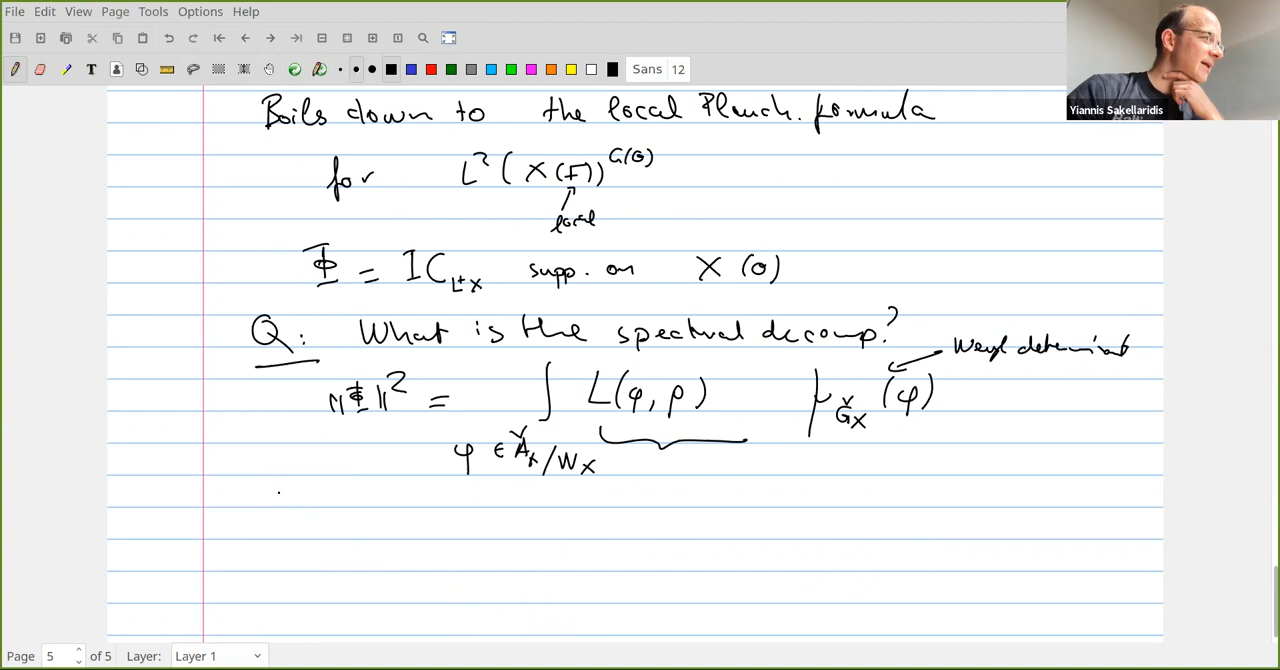 File Edit View Page Tools Options Help
Sans 12
Yiannis Sakellaridis
Boils down to the local Planch. formula
for L² ( X (F))^G(O)
↑
local
Φ = IC_L⁺X supp. on X (O)
Q: What is the spectral decomp?
Weyl determinant
‖Φ‖² = ∫ L(φ, ρ) μ_ǦX (φ)
φ ∈ Ǎ_X / W_X
Page 5 of 5 Layer: Layer 1